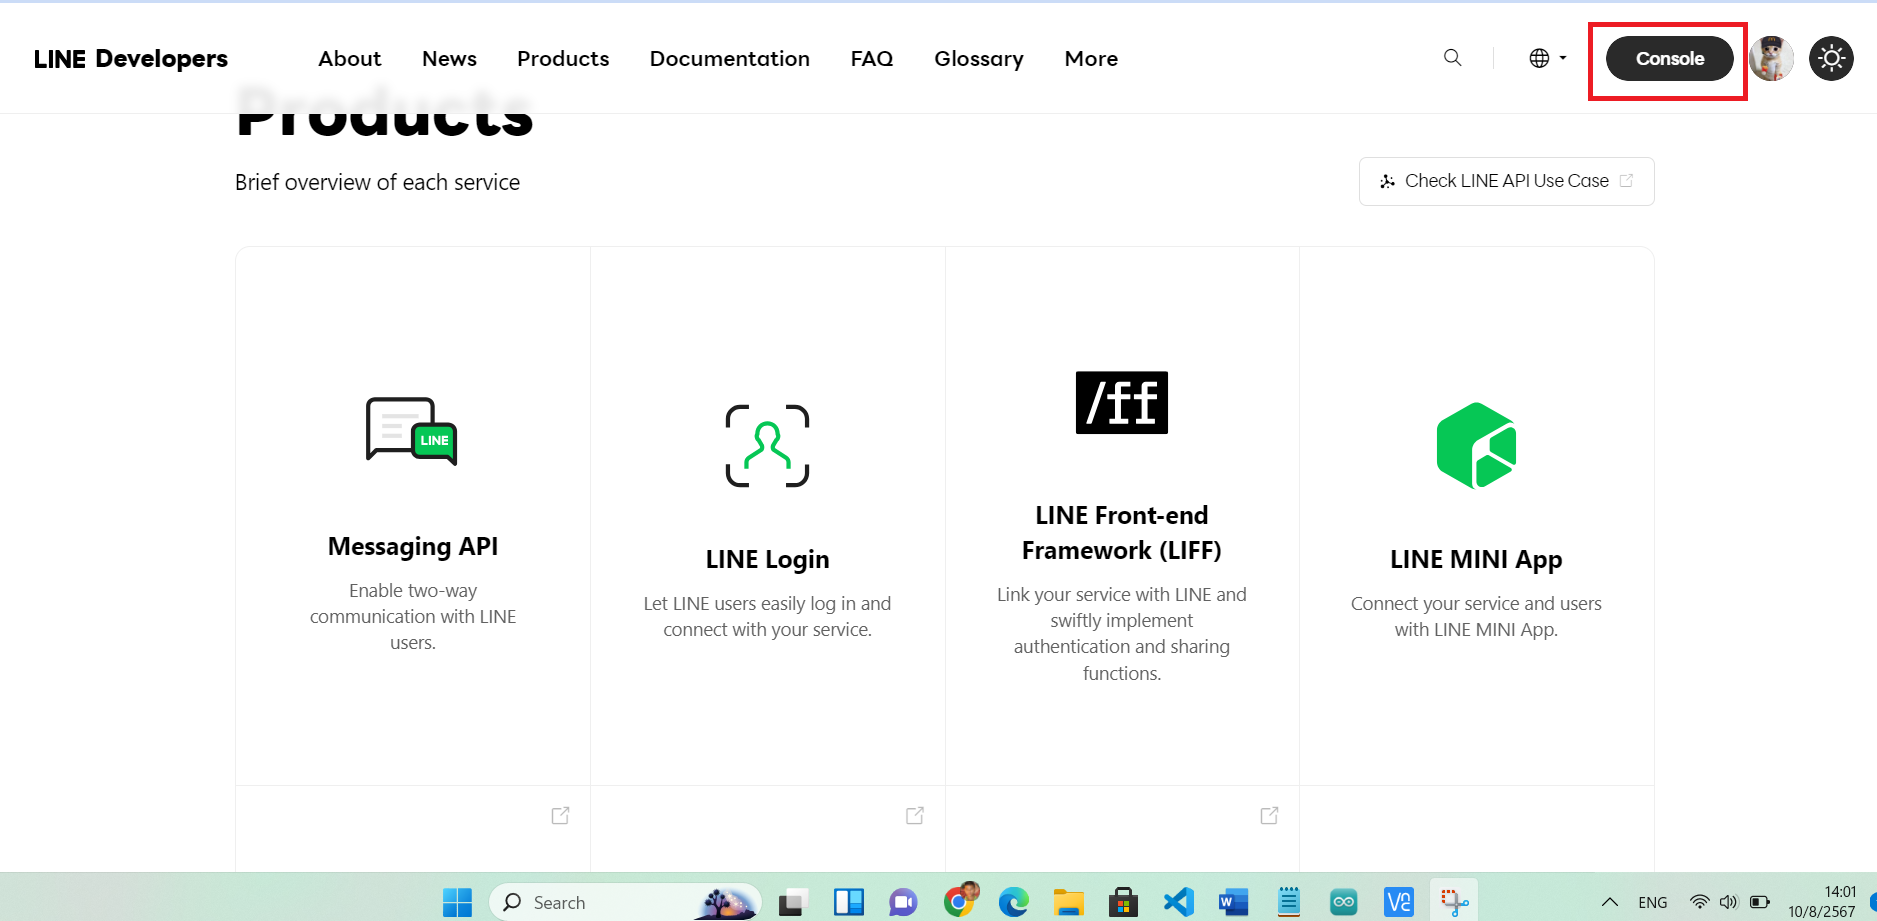 LINE Developers About News Products Documentation FAQ Glossary More Console
Products
Brief overview of each service
Check LINE API Use Case
LINE
Messaging API
Enable two-way
communication with LINE
users.
LINE Login
Let LINE users easily log in and
connect with your service.
/ff
LINE Front-end
Framework (LIFF)
Link your service with LINE and
swiftly implement
authentication and sharing
functions.
LINE MINI App
Connect your service and users
with LINE MINI App.
Search
W
VC
ENG
14:01
10/8/2567